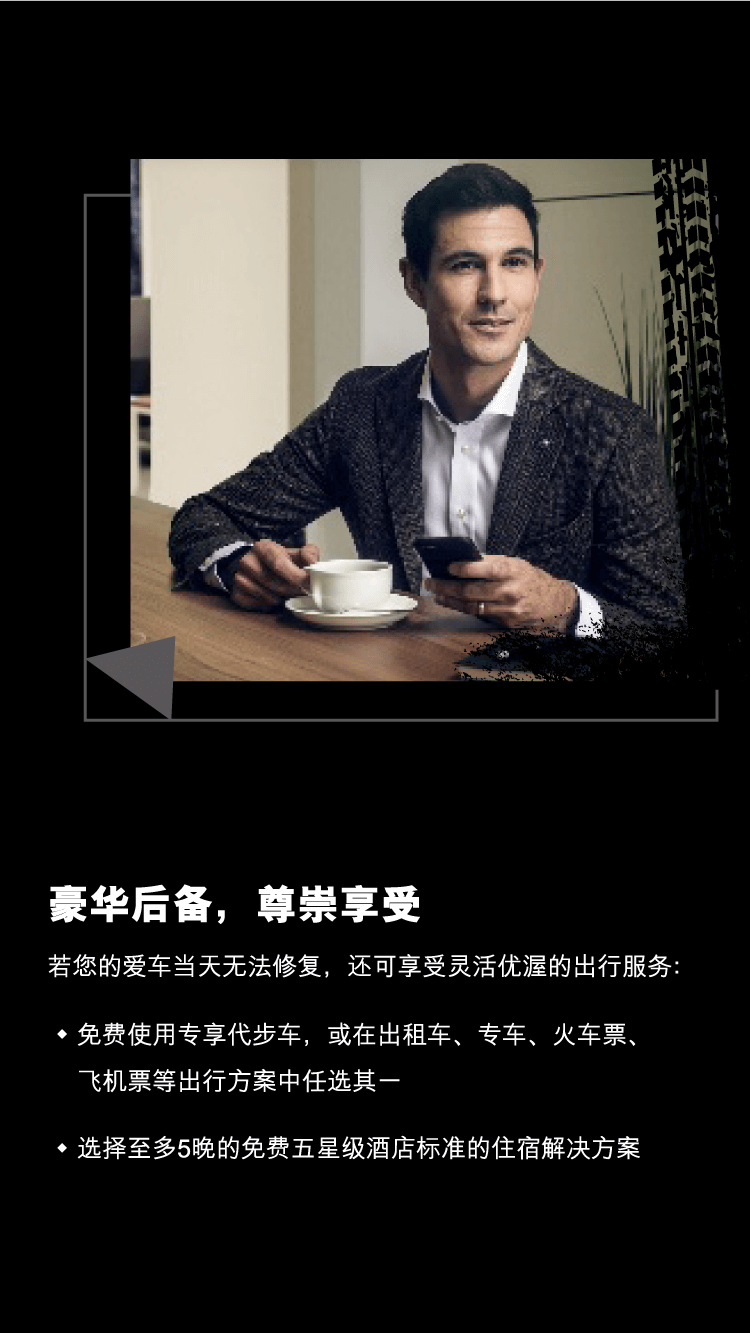 豪华后备，尊崇享受
若您的爱车当天无法修复，还可享受灵活优渥的出行服务：
◆ 免费使用专享代步车，或在出租车、专车、火车票、
飞机票等出行方案中任选其一
◆ 选择至多5晚的免费五星级酒店标准的住宿解决方案